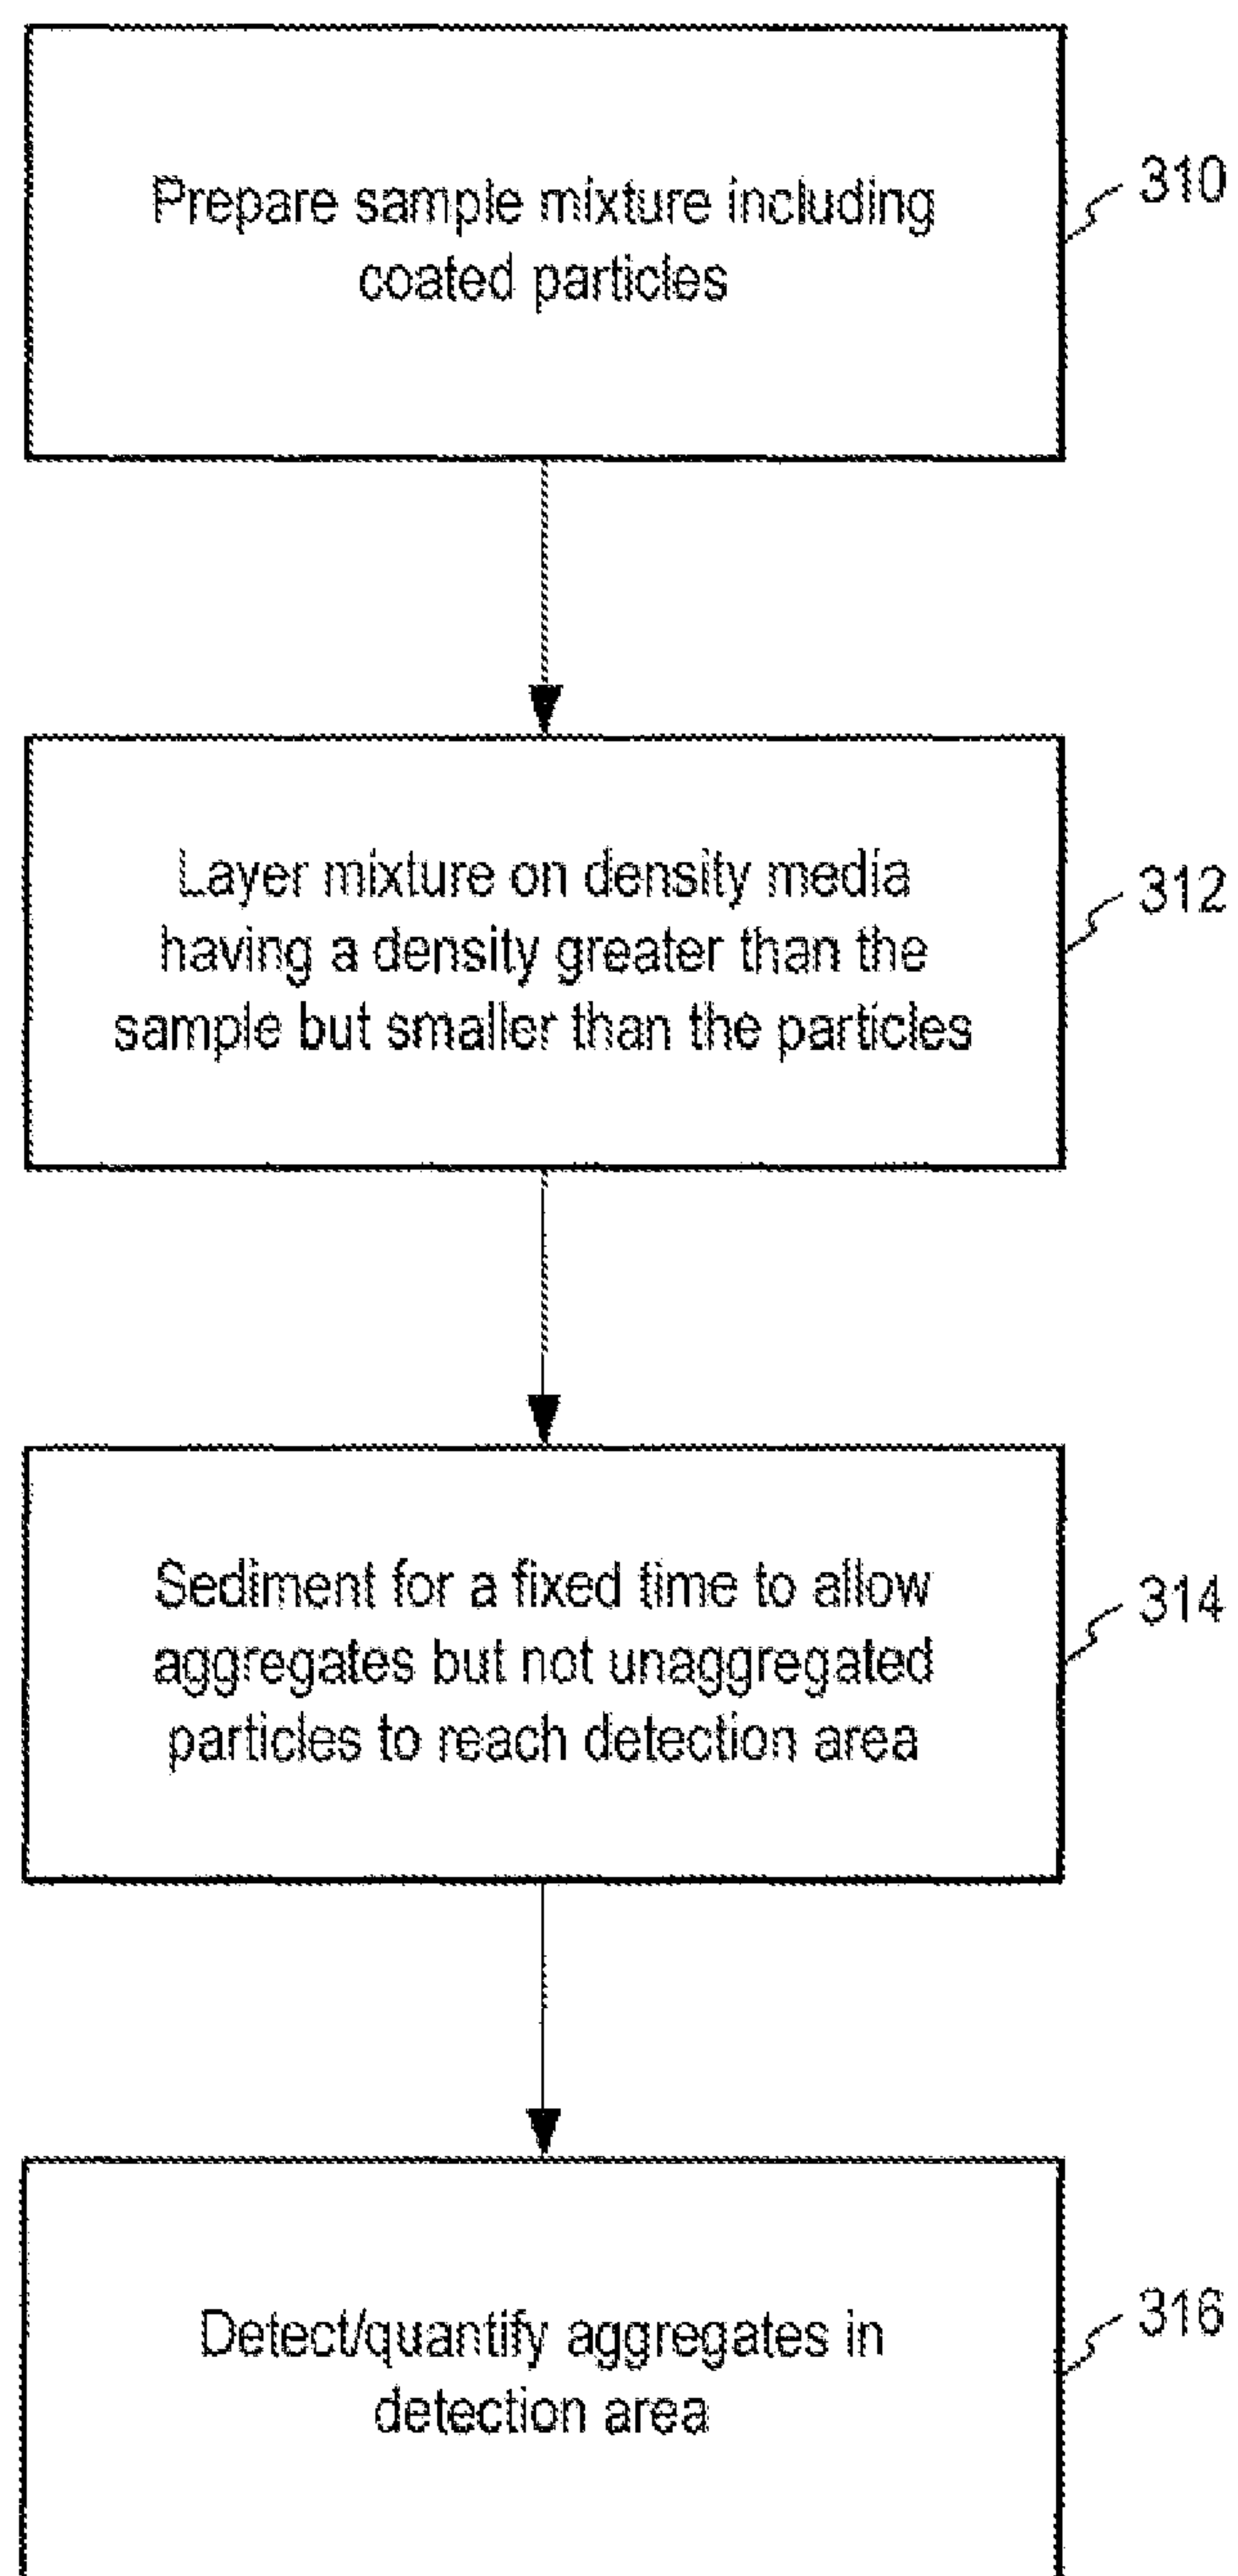 Prepare sample mixture including
coated particles
310
Layer mixture on density media
having a density greater than the
sample but smaller than the particles
312
Sediment for a fixed time to allow
aggregates but not unaggregated
particles to reach detection area
314
Detect/quantify aggregates in
detection area
316